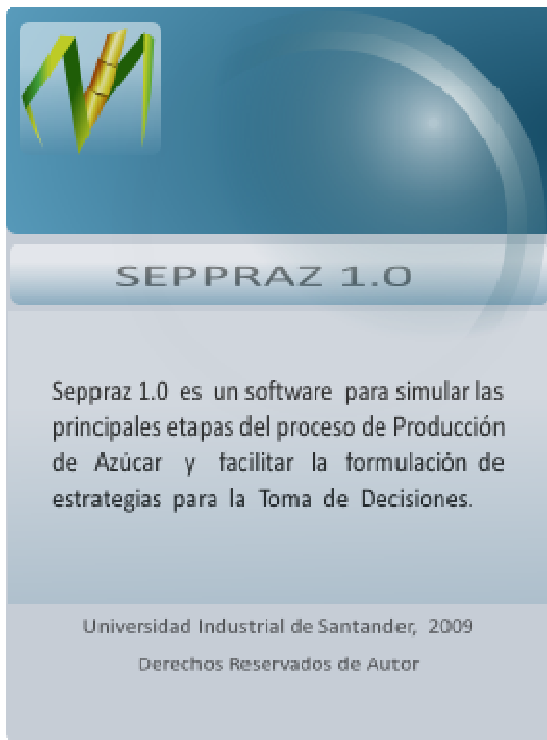 SEPPRAZ 1.0
Seppraz 1.0 es un software para simular las
principales etapas del proceso de Producción
de Azúcar y facilitar la formulación de
estrategias para la Toma de Decisiones.
Universidad Industrial de Santander, 2009
Derechos Reservados de Autor